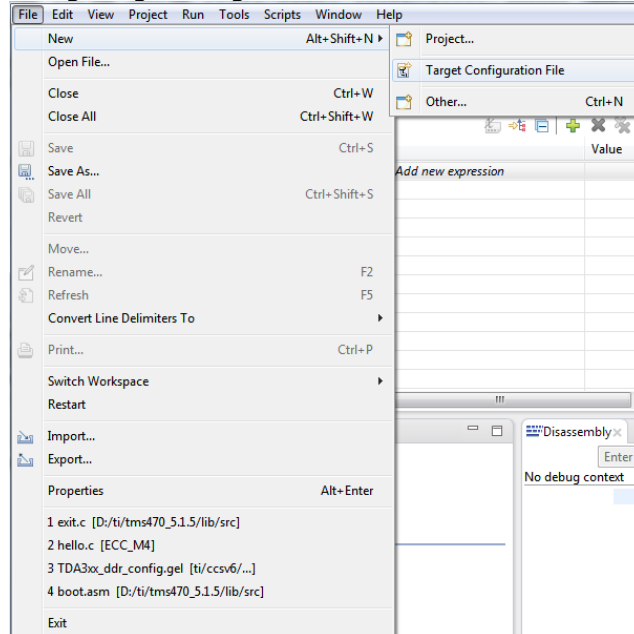 File Edit View Project Run Tools Scripts Window Help
New Alt+Shift+N
Project...
Open File...
Target Configuration File
Close Ctrl+W
Other... Ctrl+N
Close All Ctrl+Shift+W
Save Ctrl+S
Value
Save As...
Add new expression
Save All Ctrl+Shift+S
Revert
Move...
Rename... F2
Refresh F5
Convert Line Delimiters To
Print... Ctrl+P
Switch Workspace
Restart
Import...
Disassembly
Export...
Enter
No debug context
Properties Alt+Enter
1 exit.c [D:/ti/tms470_5.1.5/lib/src]
2 hello.c [ECC_M4]
3 TDA3xx_ddr_config.gel [ti/ccsv6/...]
4 boot.asm [D:/ti/tms470_5.1.5/lib/src]
Exit